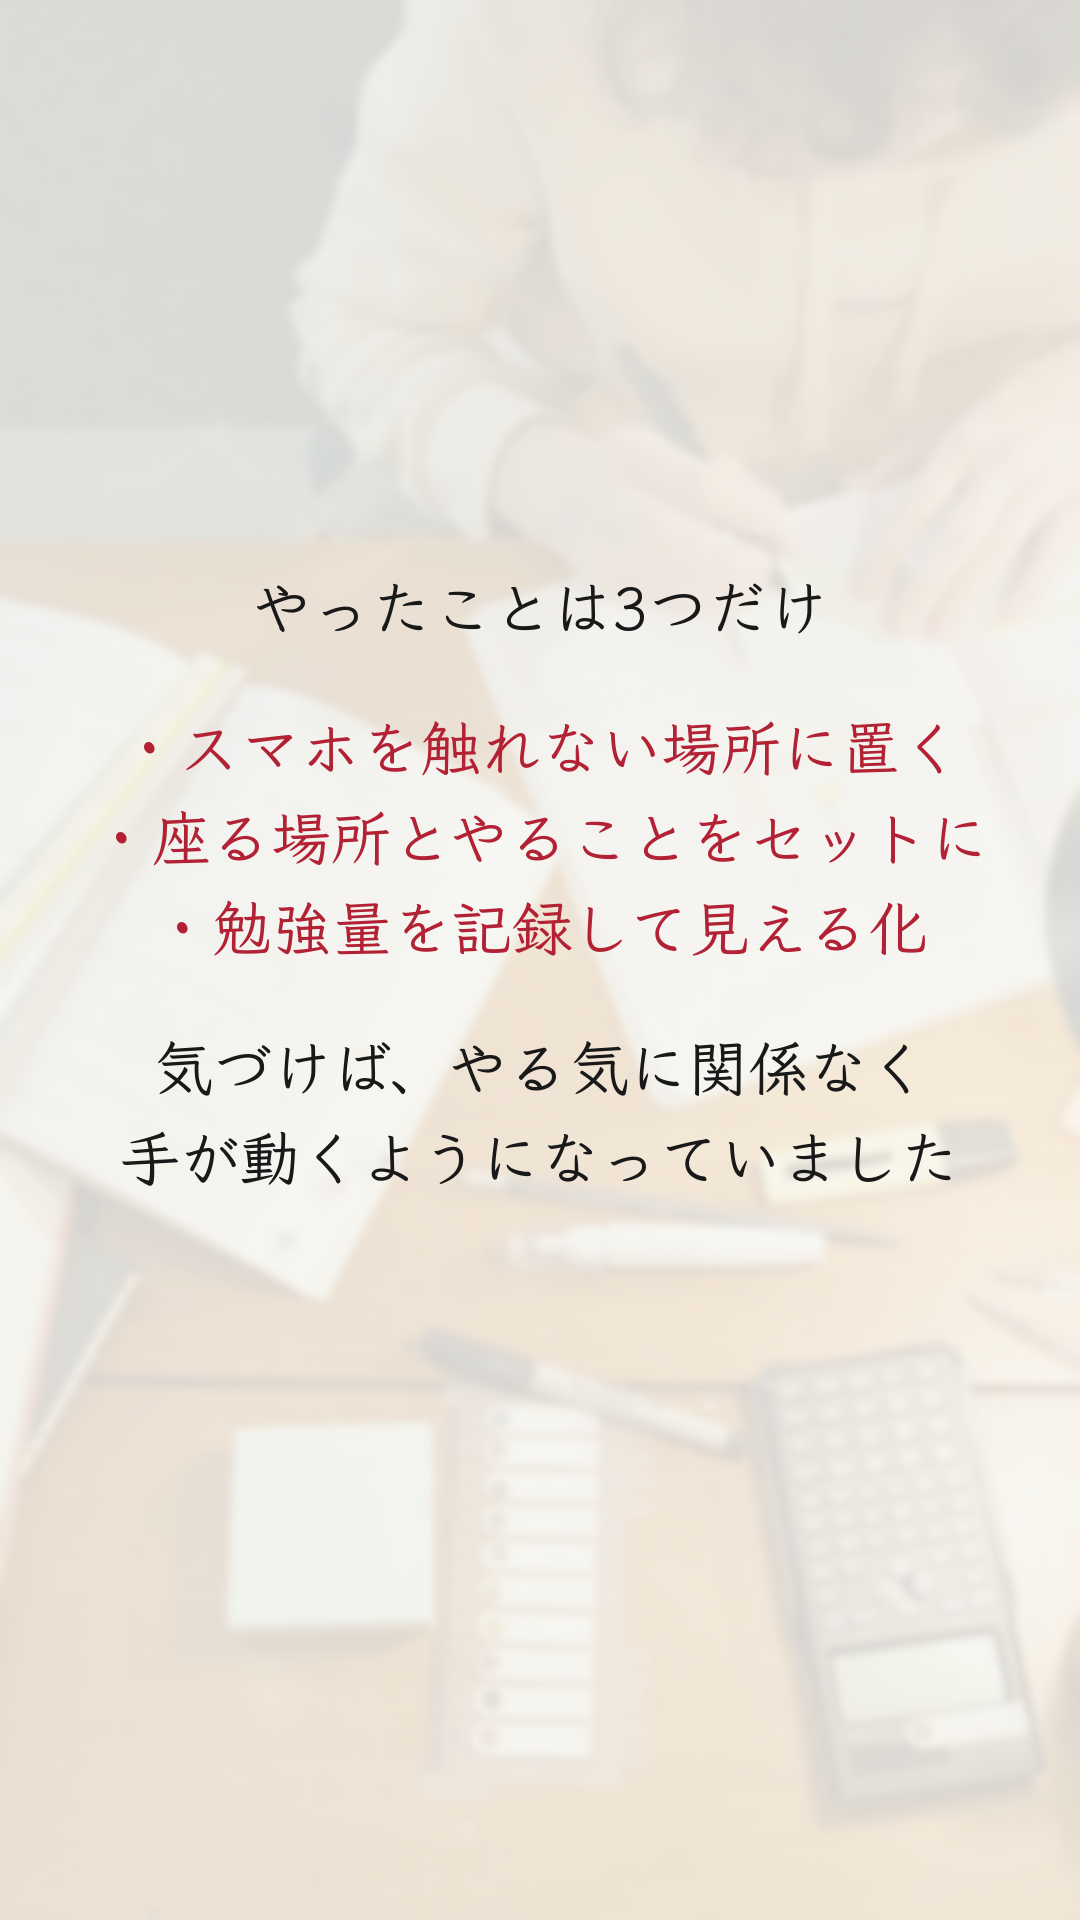 やったことは3つだけ
・スマホを触れない場所に置く
・座る場所とやることをセットに
・勉強量を記録して見える化
気づけば、やる気に関係なく
手が動くようになっていました